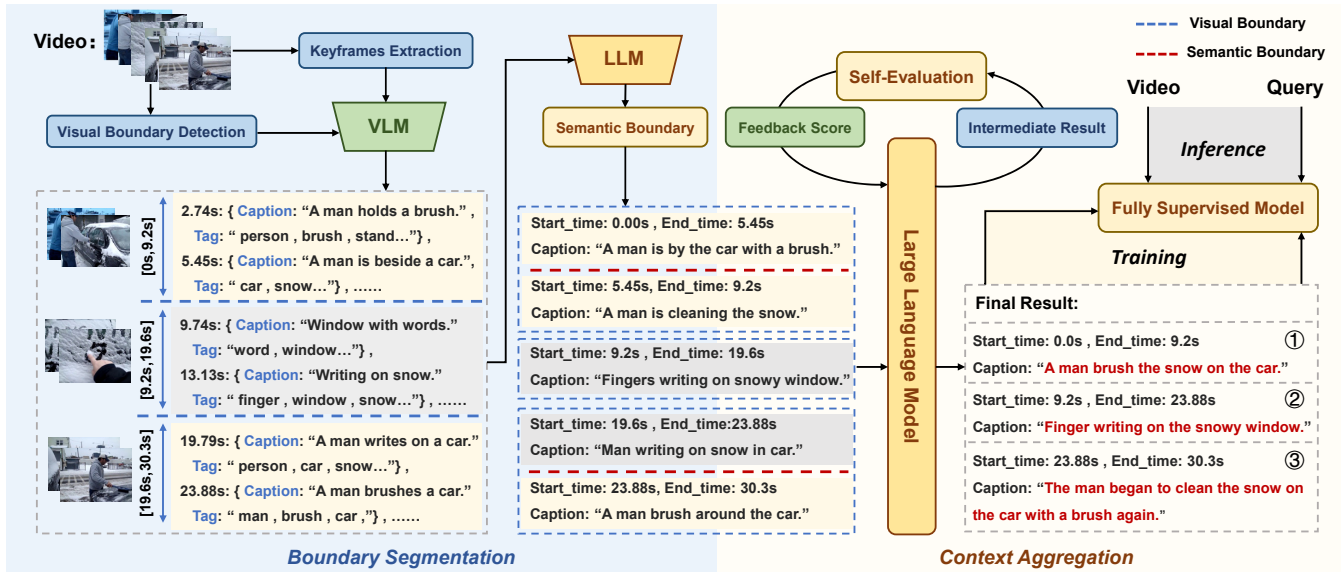 Video:
Keyframes Extraction
Visual Boundary Detection
VLM
LLM
Semantic Boundary
[0s,9.2s]
2.74s: { Caption: “A man holds a brush.” ,
Tag: “ person , brush , stand…”} ,
5.45s: { Caption: “A man is beside a car.”,
Tag: “ car , snow…”} , ……
[9.2s,19.6s]
9.74s: { Caption: “Window with words.”
Tag: “word , window…”} ,
13.13s: { Caption: “Writing on snow.”
Tag: “ finger , window , snow…”} , ……
[19.6s,30.3s]
19.79s: { Caption: “A man writes on a car.”
Tag: “ person , car , snow…”} ,
23.88s: { Caption: “A man brushes a car.”
Tag: “ man , brush , car ,”} , ……
Start_time: 0.00s , End_time: 5.45s
Caption: “A man is by the car with a brush.”
Start_time: 5.45s, End_time: 9.2s
Caption: “A man is cleaning the snow.”
Start_time: 9.2s , End_time: 19.6s
Caption: “Fingers writing on snowy window.”
Start_time: 19.6s , End_time:23.88s
Caption: “Man writing on snow in car.”
Start_time: 23.88s, End_time: 30.3s
Caption: “A man brush around the car.”
Boundary Segmentation
Self-Evaluation
Feedback Score
Intermediate Result
Large Language Model
Visual Boundary
Semantic Boundary
Video
Query
Inference
Fully Supervised Model
Training
Final Result:
Start_time: 0.0s , End_time: 9.2s ①
Caption: “A man brush the snow on the car.”
Start_time: 9.2s , End_time: 23.88s ②
Caption: “Finger writing on the snowy window.”
Start_time: 23.88s , End_time: 30.3s ③
Caption: “The man began to clean the snow on
the car with a brush again.”
Context Aggregation